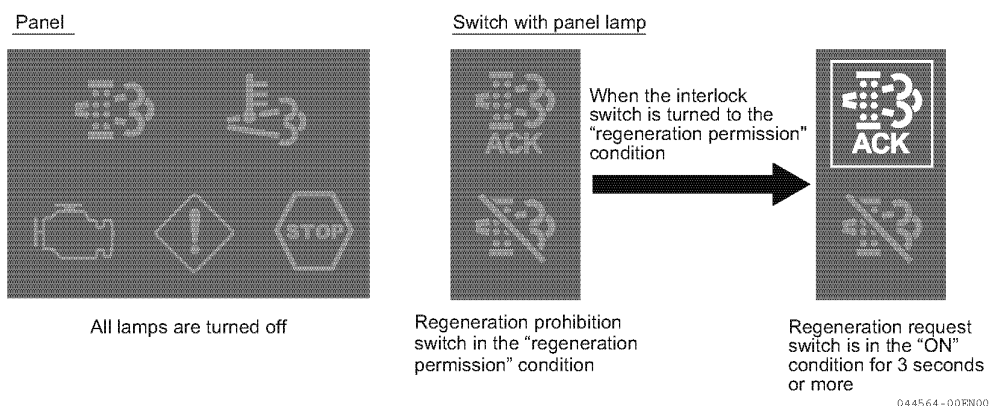 Panel
Switch with panel lamp
STOP
All lamps are turned off
ACK
Regeneration prohibition
switch in the “regeneration
permission” condition
When the interlock
switch is turned to the
“regeneration permission”
condition
ACK
Regeneration request
switch is in the “ON”
condition for 3 seconds
or more
044564-00EN00